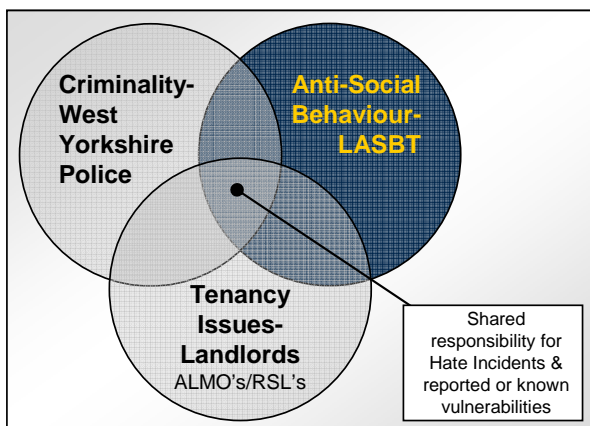 Criminality-
West
Yorkshire
Police
Anti-Social
Behaviour-
LASBT
Tenancy
Issues-
Landlords
ALMO's/RSL's
Shared
responsibility for
Hate Incidents &
reported or known
vulnerabilities